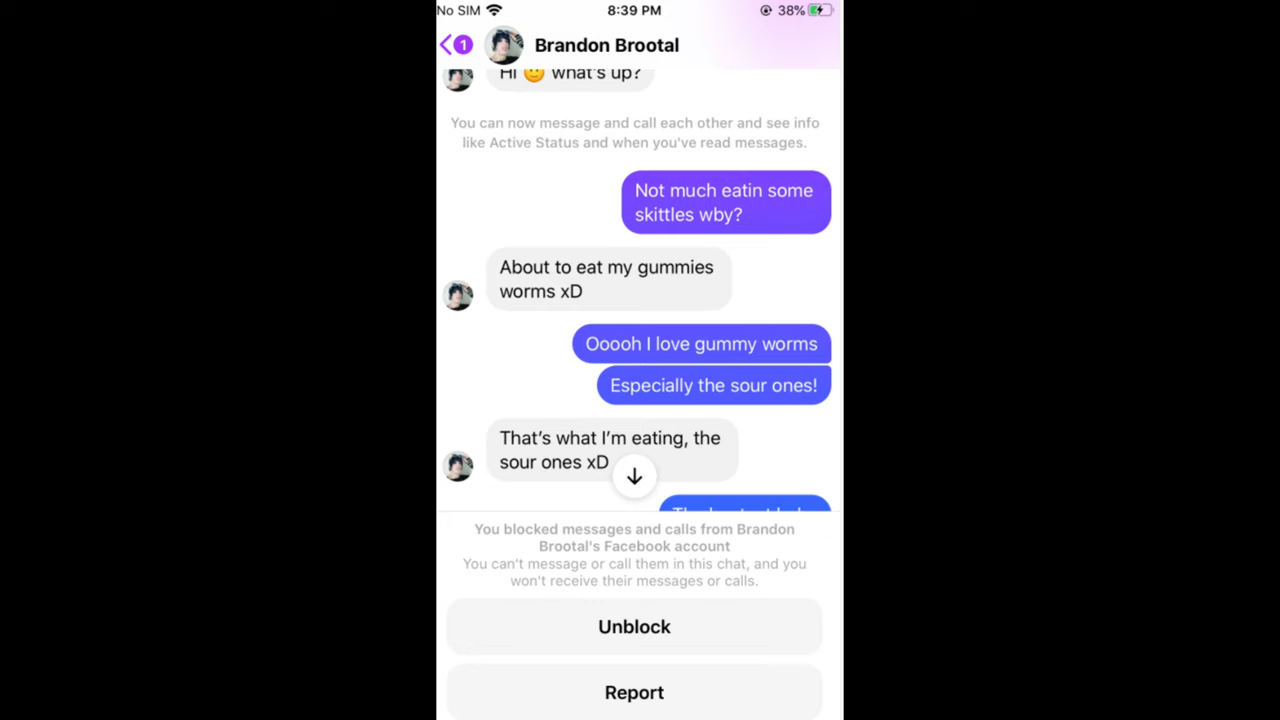 No SIM 8:39 PM 38%
1 Brandon Brootal
Hi 🙂 what's up?
You can now message and call each other and see info
like Active Status and when you've read messages.
Not much eatin some
skittles wby?
About to eat my gummies
worms xD
Ooooh I love gummy worms
Especially the sour ones!
That's what I'm eating, the
sour ones xD
You blocked messages and calls from Brandon
Brootal's Facebook account
You can't message or call them in this chat, and you
won't receive their messages or calls.
Unblock
Report